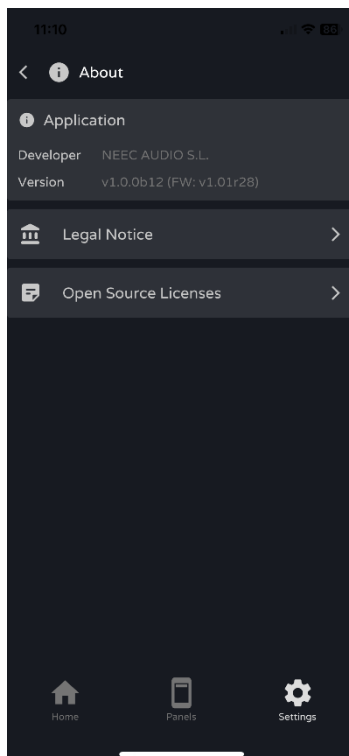 11:10
86
About
Application
Developer NEEC AUDIO S.L.
Version v1.0.0b12 (FW: v1.01r28)
Legal Notice
Open Source Licenses
Home Panels Settings